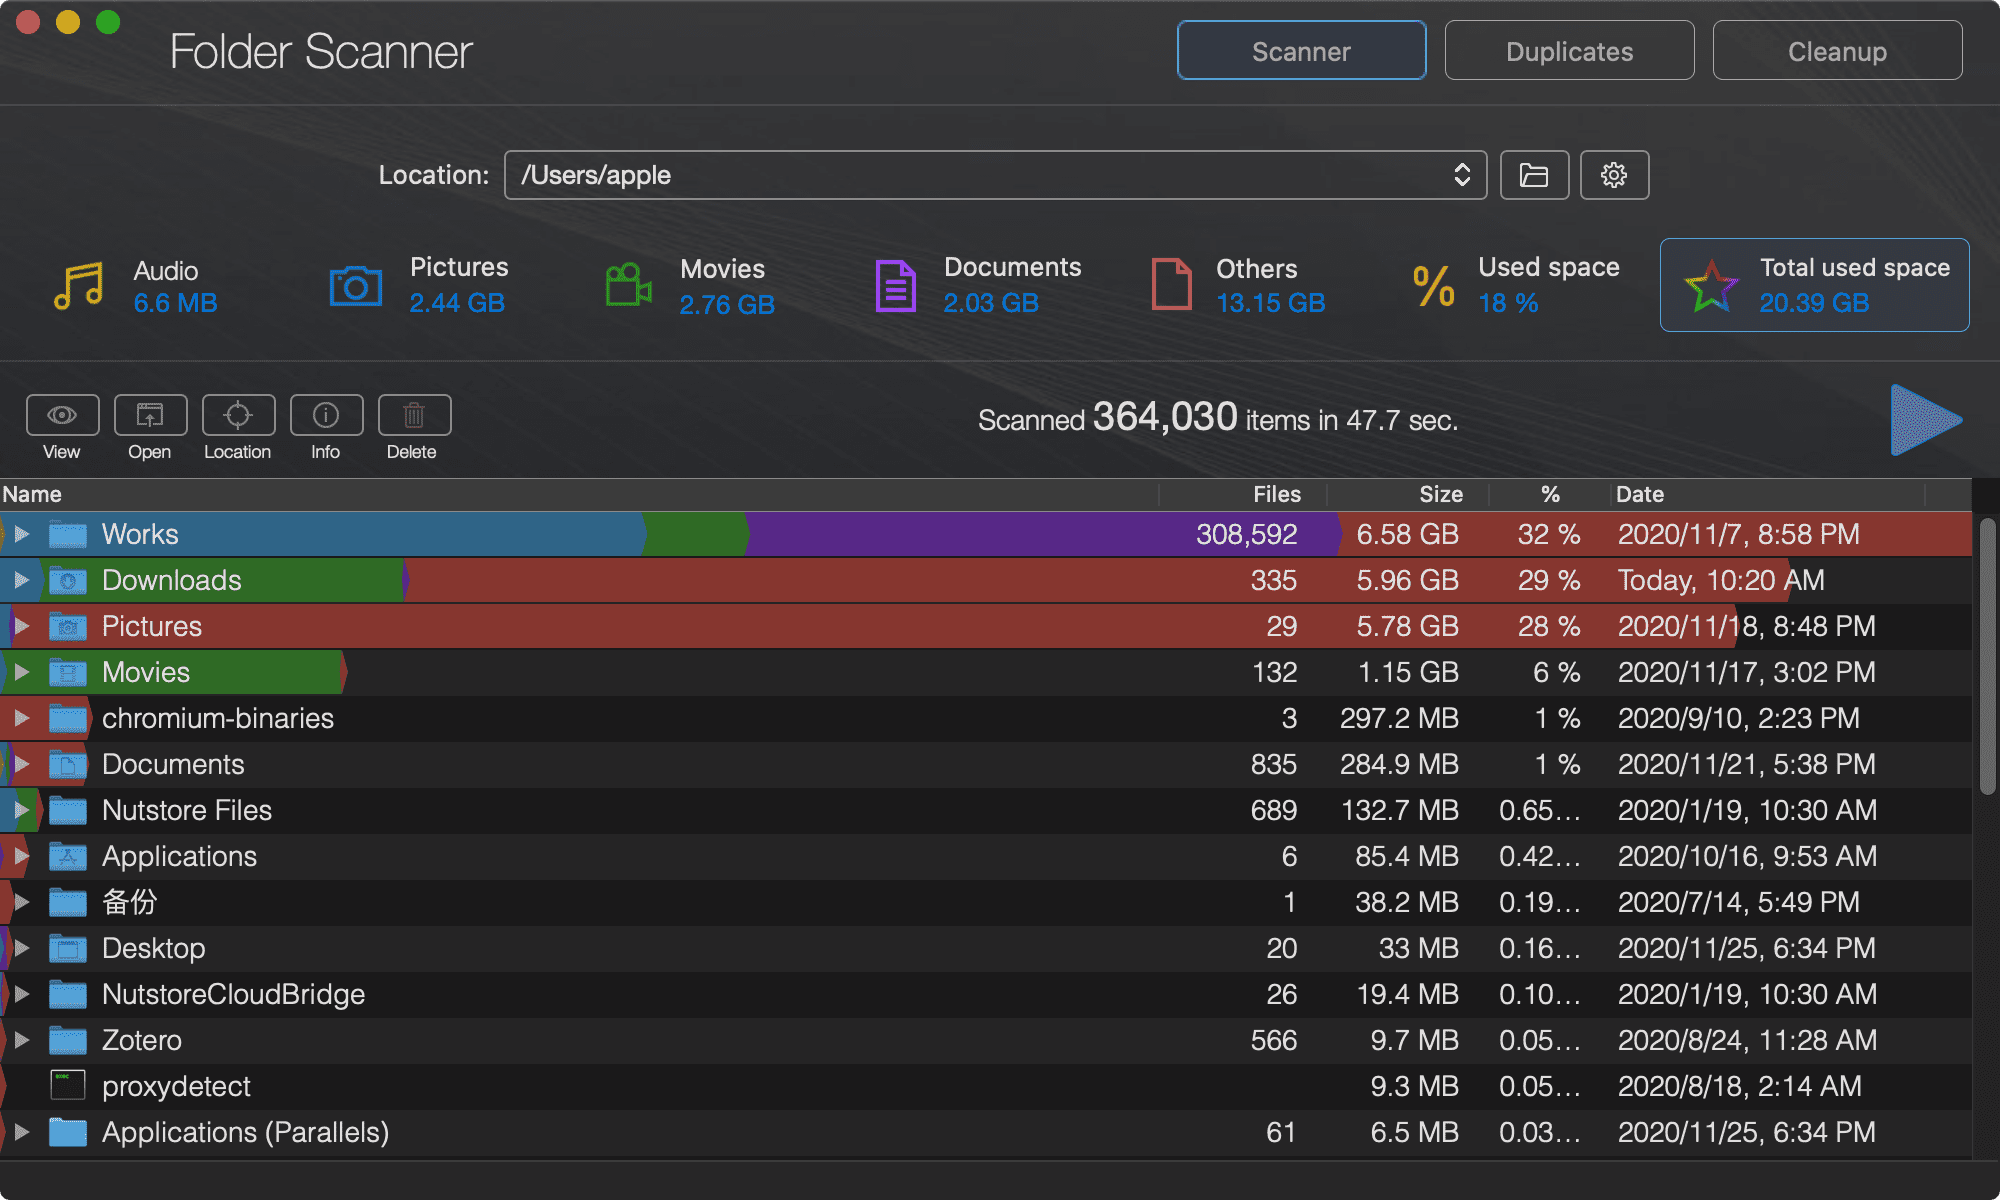 Folder Scanner
Scanner
Duplicates
Cleanup
Location: /Users/apple
Audio
6.6 MB
Pictures
2.44 GB
Movies
2.76 GB
Documents
2.03 GB
Others
13.15 GB
%
Used space
18 %
Total used space
20.39 GB
View
Open
Location
Info
Delete
Scanned 364,030 items in 47.7 sec.
Name Files Size % Date
Works 308,592 6.58 GB 32 % 2020/11/7, 8:58 PM
Downloads 335 5.96 GB 29 % Today, 10:20 AM
Pictures 29 5.78 GB 28 % 2020/11/18, 8:48 PM
Movies 132 1.15 GB 6 % 2020/11/17, 3:02 PM
chromium-binaries 3 297.2 MB 1 % 2020/9/10, 2:23 PM
Documents 835 284.9 MB 1 % 2020/11/21, 5:38 PM
Nutstore Files 689 132.7 MB 0.65… 2020/1/19, 10:30 AM
Applications 6 85.4 MB 0.42… 2020/10/16, 9:53 AM
备份 1 38.2 MB 0.19… 2020/7/14, 5:49 PM
Desktop 20 33 MB 0.16… 2020/11/25, 6:34 PM
NutstoreCloudBridge 26 19.4 MB 0.10… 2020/1/19, 10:30 AM
Zotero 566 9.7 MB 0.05… 2020/8/24, 11:28 AM
proxydetect 9.3 MB 0.05… 2020/8/18, 2:14 AM
Applications (Parallels) 61 6.5 MB 0.03… 2020/11/25, 6:34 PM